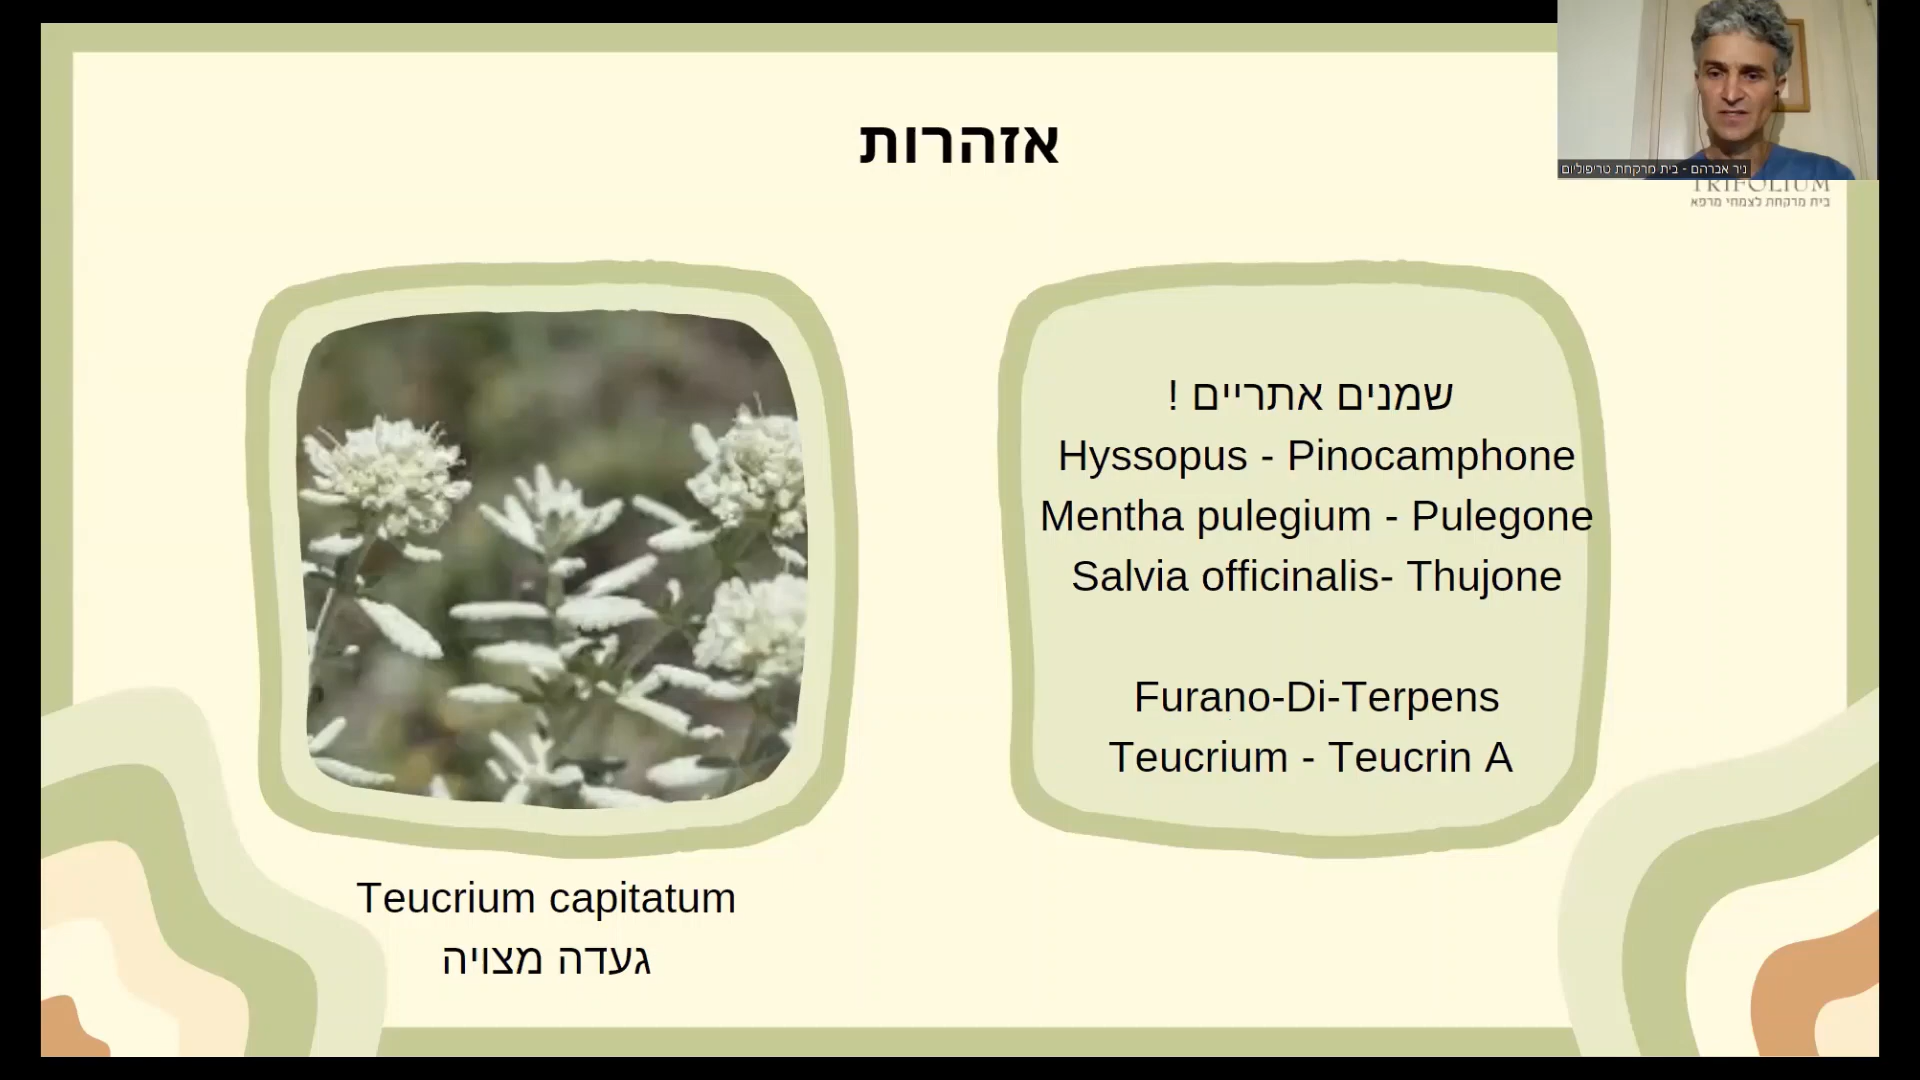 אזהרות
ניר אברהם - בית מרקחת טריפוליום
TRIFOLIUM
בית מרקחת לצמחי מרפא
שמנים אתריים !
Hyssopus - Pinocamphone
Mentha pulegium - Pulegone
Salvia officinalis- Thujone
Furano-Di-Terpens
Teucrium - Teucrin A
Teucrium capitatum
געדה מצויה